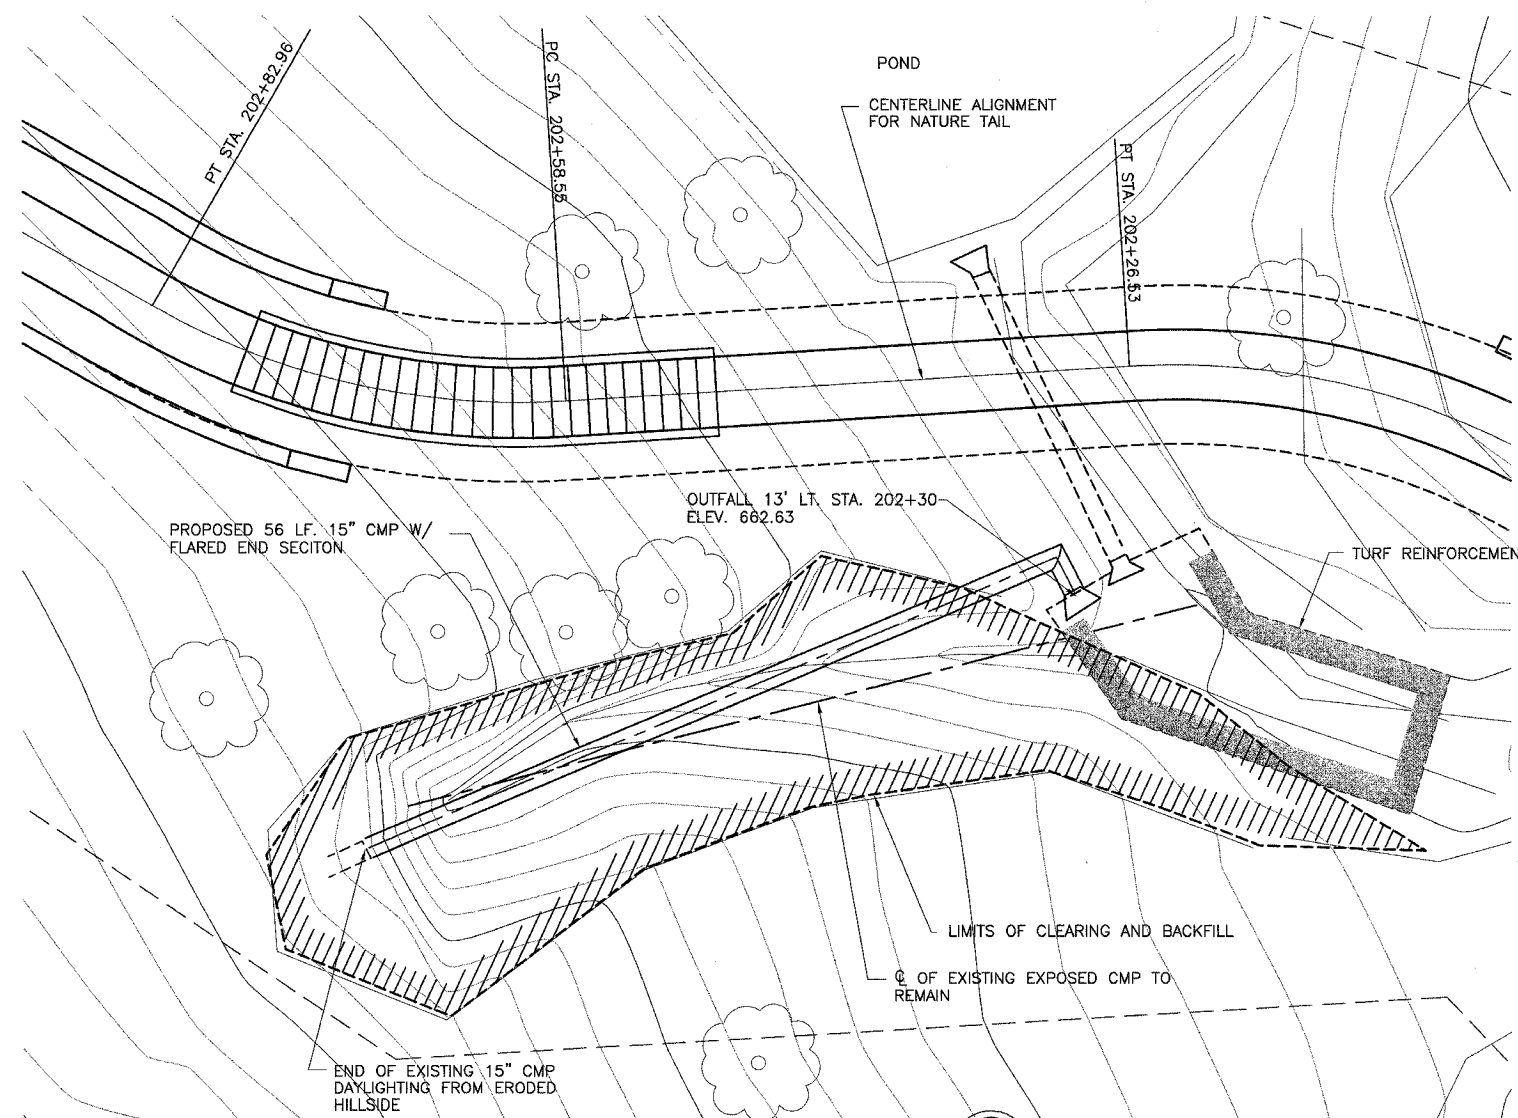 PT STA. 202+82.96
PC STA. 202+58.55
POND
CENTERLINE ALIGNMENT
FOR NATURE TAIL
PT STA. 202+26.53
OUTFALL 13' LT. STA. 202+30
ELEV. 662.63
PROPOSED 56 LF. 15" CMP W/
FLARED END SECITON
TURF REINFORCEMEN
LIMITS OF CLEARING AND BACKFILL
℄ OF EXISTING EXPOSED CMP TO
REMAIN
END OF EXISTING 15" CMP
DAYLIGHTING FROM ERODED
HILLSIDE